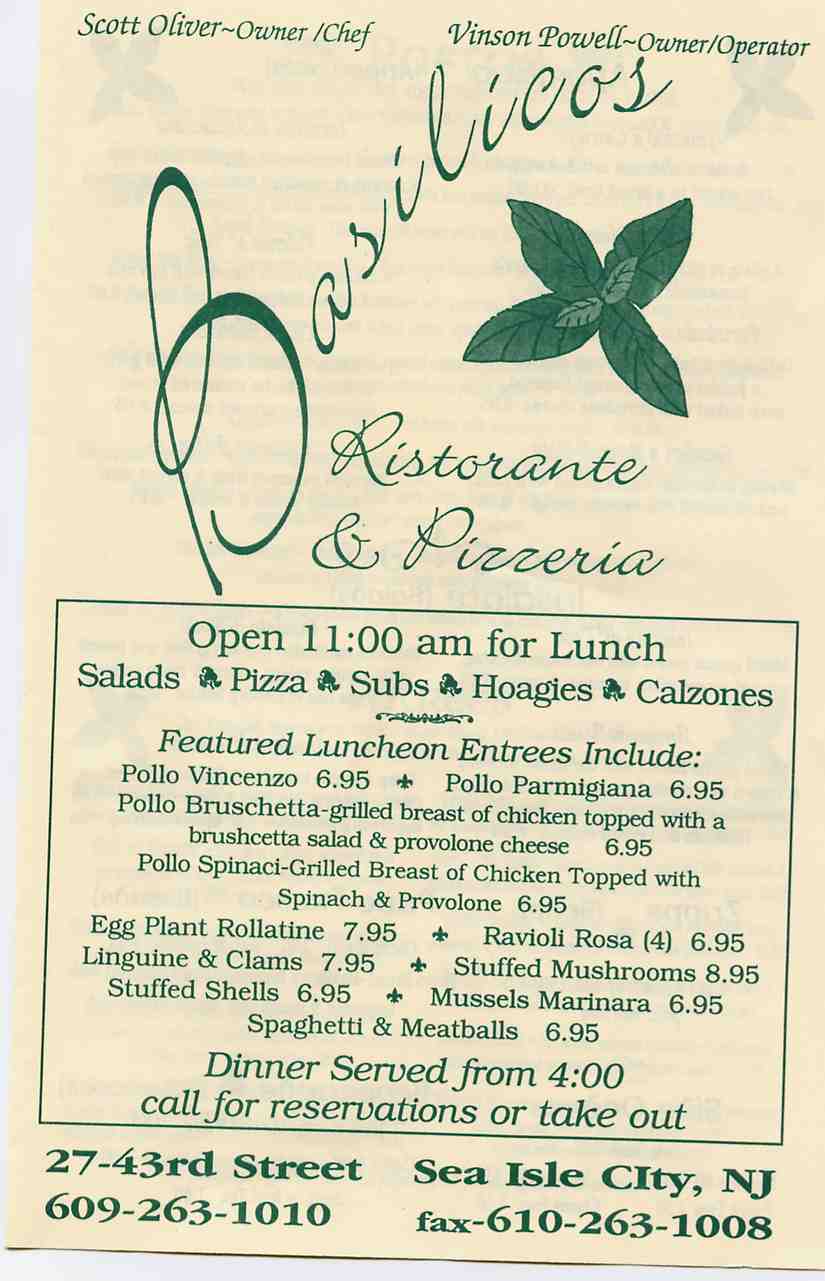 Scott Oliver~Owner /Chef Vinson Powell~Owner/Operator
Basilicos
Ristorante
& Pizzeria
Open 11:00 am for Lunch
Salads Pizza Subs Hoagies Calzones
Featured Luncheon Entrees Include:
Pollo Vincenzo 6.95 Pollo Parmigiana 6.95
Pollo Bruschetta-grilled breast of chicken topped with a
brushcetta salad & provolone cheese 6.95
Pollo Spinaci-Grilled Breast of Chicken Topped with
Spinach & Provolone 6.95
Egg Plant Rollatine 7.95 Ravioli Rosa (4) 6.95
Linguine & Clams 7.95 Stuffed Mushrooms 8.95
Stuffed Shells 6.95 Mussels Marinara 6.95
Spaghetti & Meatballs 6.95
Dinner Served from 4:00
call for reservations or take out
27-43rd Street Sea Isle CIty, NJ
609-263-1010 fax-610-263-1008